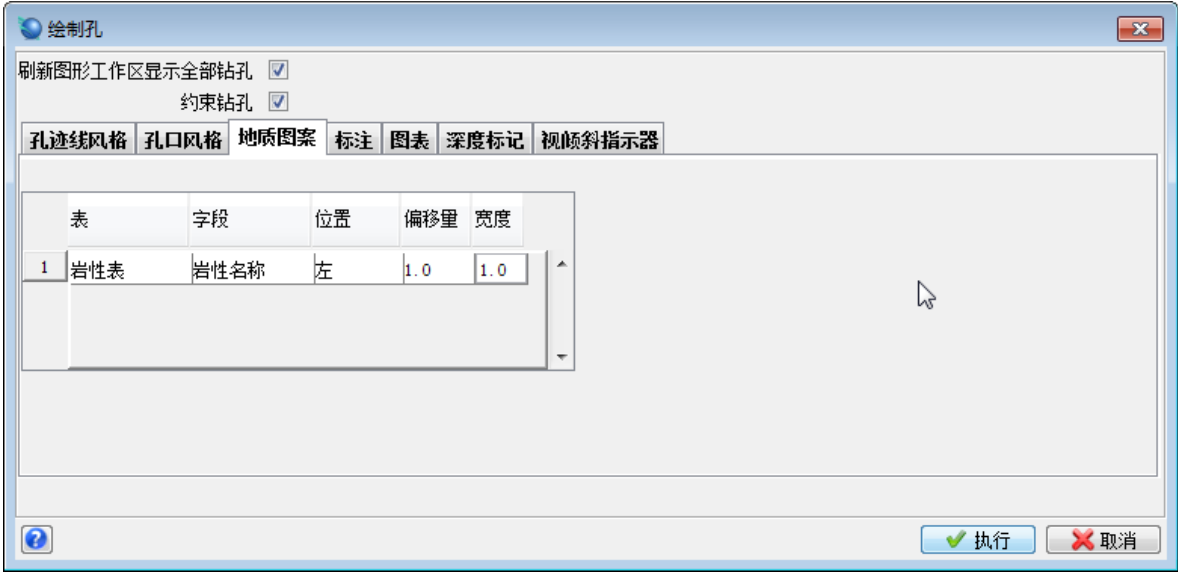 绘制孔
刷新图形工作区显示全部钻孔
约束钻孔
孔迹线风格 孔口风格 地质图案 标注 图表 深度标记 视倾斜指示器
表 字段 位置 偏移量 宽度
1 岩性表 岩性名称 左 1.0 1.0
? 执行 取消